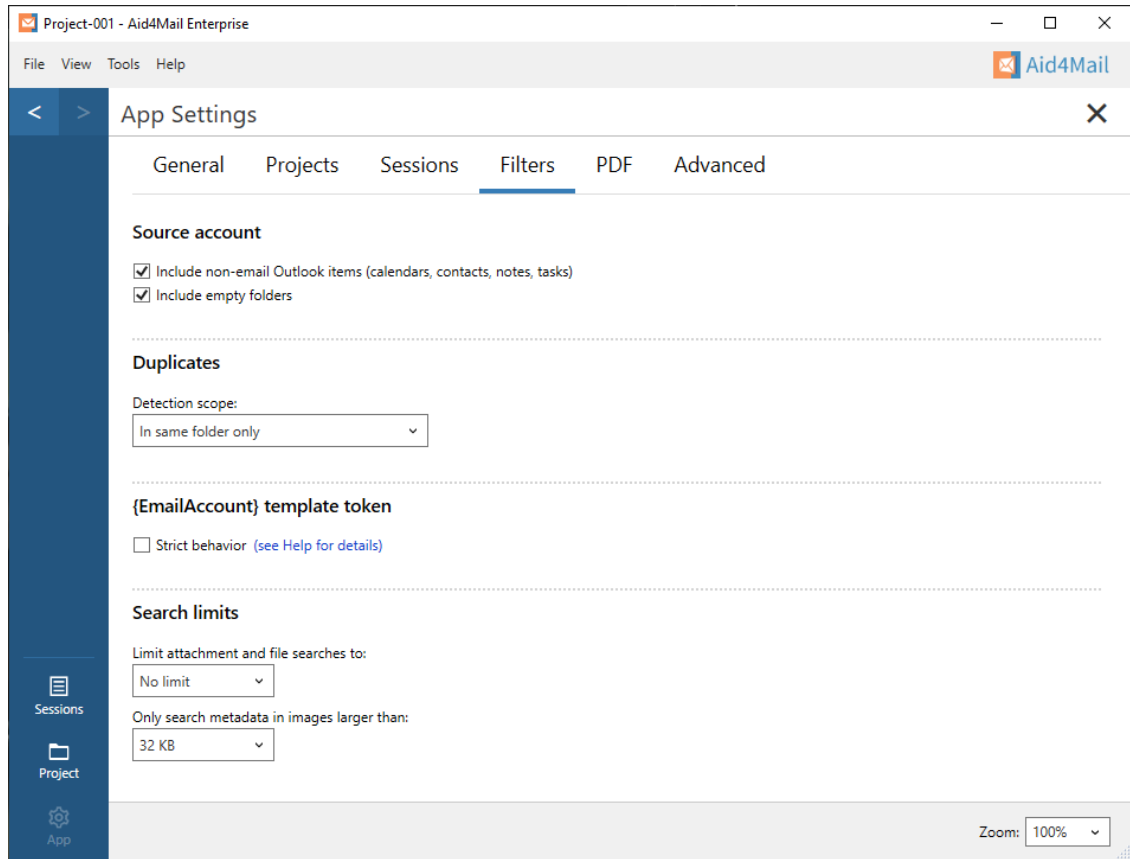 Project-001 - Aid4Mail Enterprise
File View Tools Help
Aid4Mail
< >
App Settings
General Projects Sessions Filters PDF Advanced
Source account
Include non-email Outlook items (calendars, contacts, notes, tasks)
Include empty folders
Duplicates
Detection scope:
In same folder only
{EmailAccount} template token
Strict behavior (see Help for details)
Search limits
Limit attachment and file searches to:
No limit
Only search metadata in images larger than:
32 KB
Sessions
Project
App
Zoom: 100%